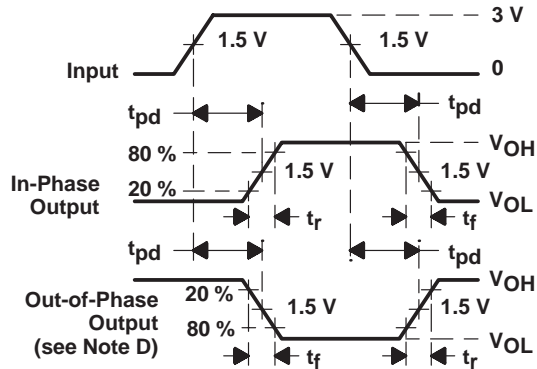 3 V
1.5 V 1.5 V
Input
0
tpd tpd
80 % VOH
1.5 V 1.5 V
In-Phase
Output
20 %
VOL
tr tf
tpd tpd
VOH
Out-of-Phase
Output
(see Note D)
20 %
1.5 V 1.5 V
80 %
VOL
tf tr